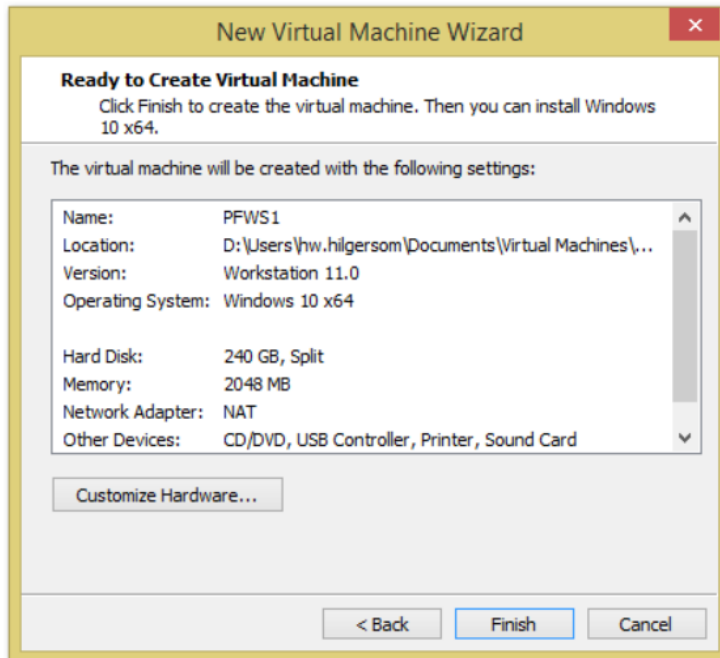 New Virtual Machine Wizard
Ready to Create Virtual Machine
Click Finish to create the virtual machine. Then you can install Windows
10 x64.
The virtual machine will be created with the following settings:
Name: PFWS1
Location: D:\Users\hw.hilgersom\Documents\Virtual Machines\...
Version: Workstation 11.0
Operating System: Windows 10 x64
Hard Disk: 240 GB, Split
Memory: 2048 MB
Network Adapter: NAT
Other Devices: CD/DVD, USB Controller, Printer, Sound Card
Customize Hardware...
< Back Finish Cancel